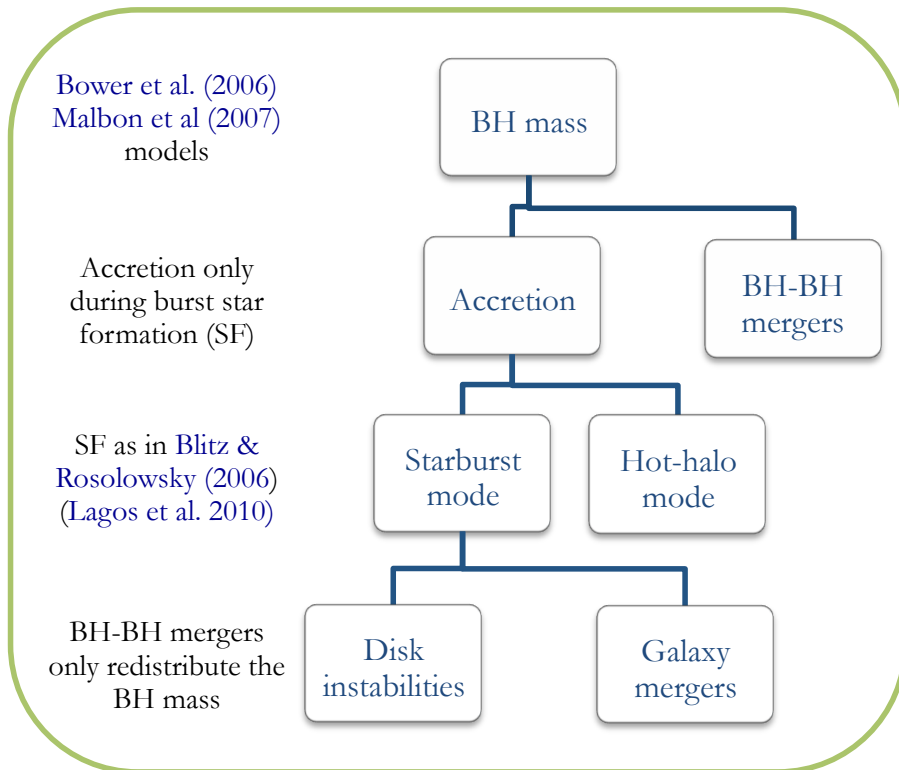 Bower et al. (2006)
Malbon et al (2007)
models
BH mass
Accretion only
during burst star
formation (SF)
Accretion
BH-BH
mergers
SF as in Blitz &
Rosolowsky (2006)
(Lagos et al. 2010)
Starburst
mode
Hot-halo
mode
BH-BH mergers
only redistribute the
BH mass
Disk
instabilities
Galaxy
mergers